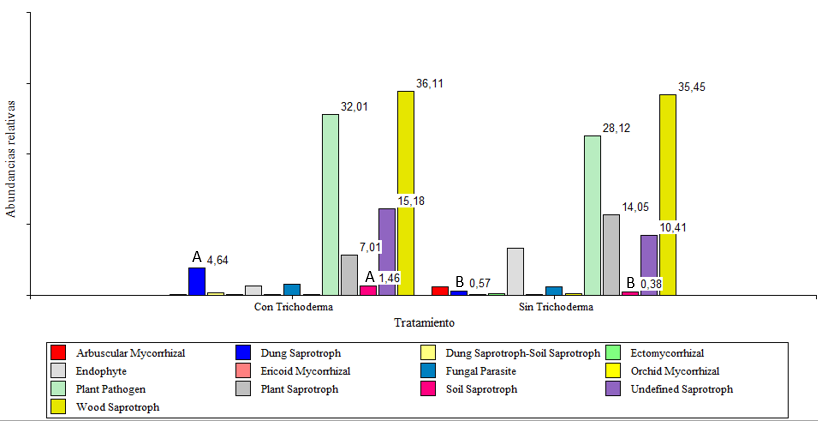 Abundancias relativas
36,11
35,45
32,01
28,12
15,18
14,05
10,41
7,01
A 4,64
A 1,46
B 0,57
B 0,38
Con Trichoderma
Sin Trichoderma
Tratamiento
Arbuscular Mycorrhizal
Dung Saprotroph
Dung Saprotroph-Soil Saprotroph
Ectomycorrhizal
Endophyte
Ericoid Mycorrhizal
Fungal Parasite
Orchid Mycorrhizal
Plant Pathogen
Plant Saprotroph
Soil Saprotroph
Undefined Saprotroph
Wood Saprotroph